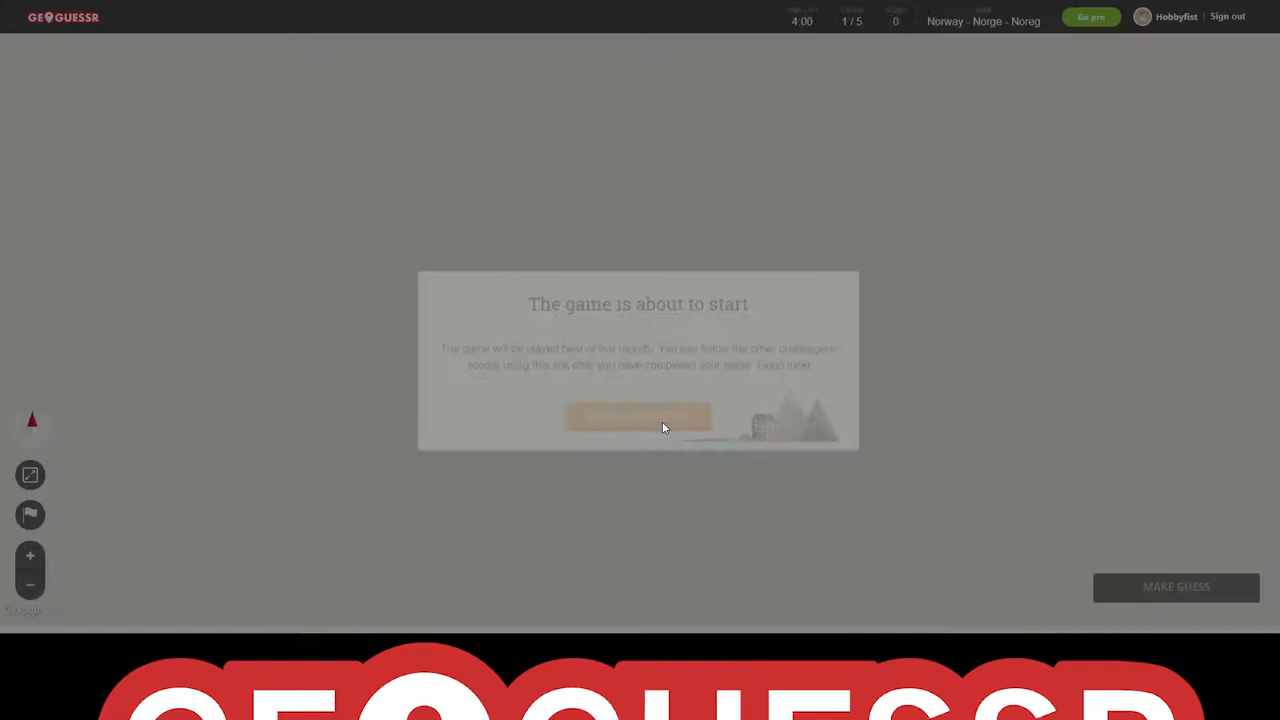 GEOGUESSR
4:00
1 / 5
0
Norway - Norge - Noreg
Go pro
Hobbyfist
Sign out
The game is about to start
The game will be played best of five rounds. You can follow the other challengers'
scores using this link after you have completed your game. Good luck!
+
−
Google
MAKE GUESS
GEOGUESSR